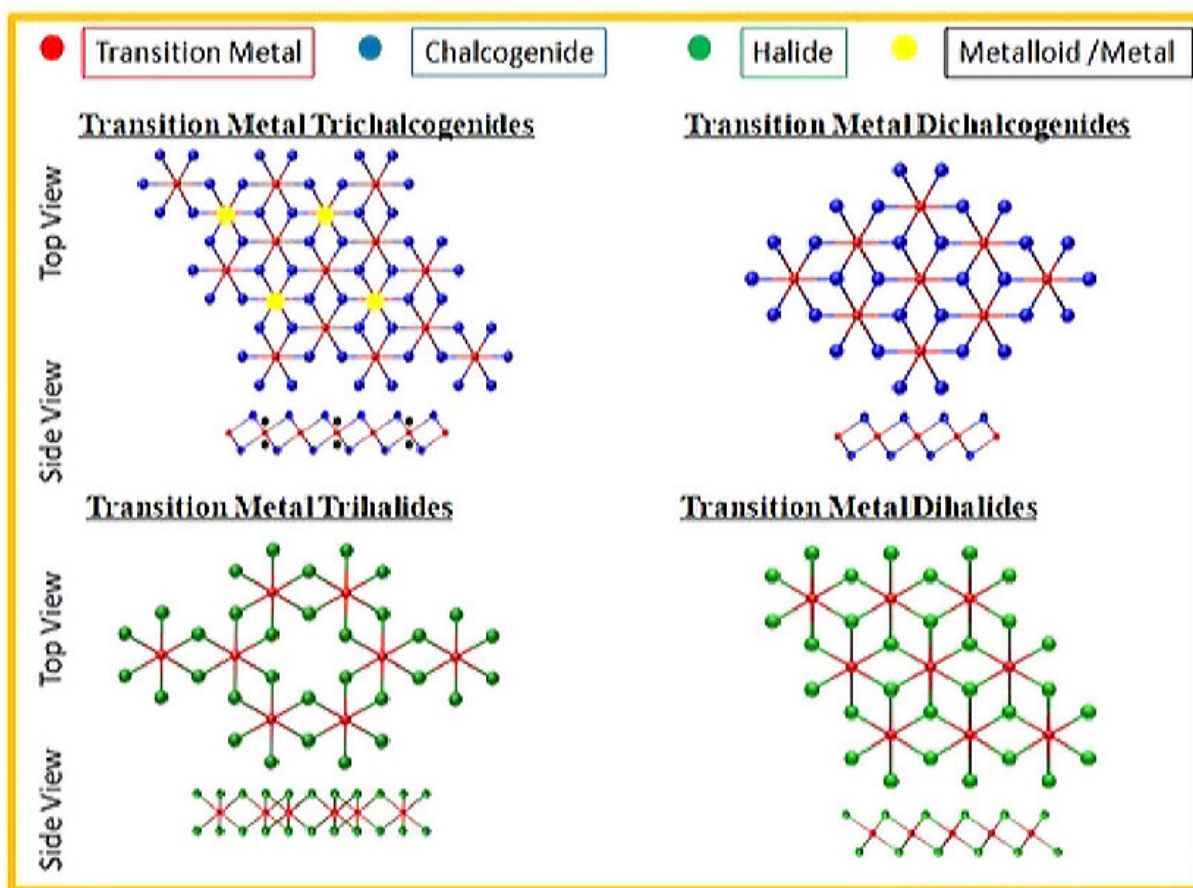 Transition Metal Chalcogenide Halide Metalloid /Metal
Transition Metal Trichalcogenides
Transition Metal Dichalcogenides
Top View
Side View
Transition Metal Trihalides
Transition Metal Dihalides
Top View
Side View